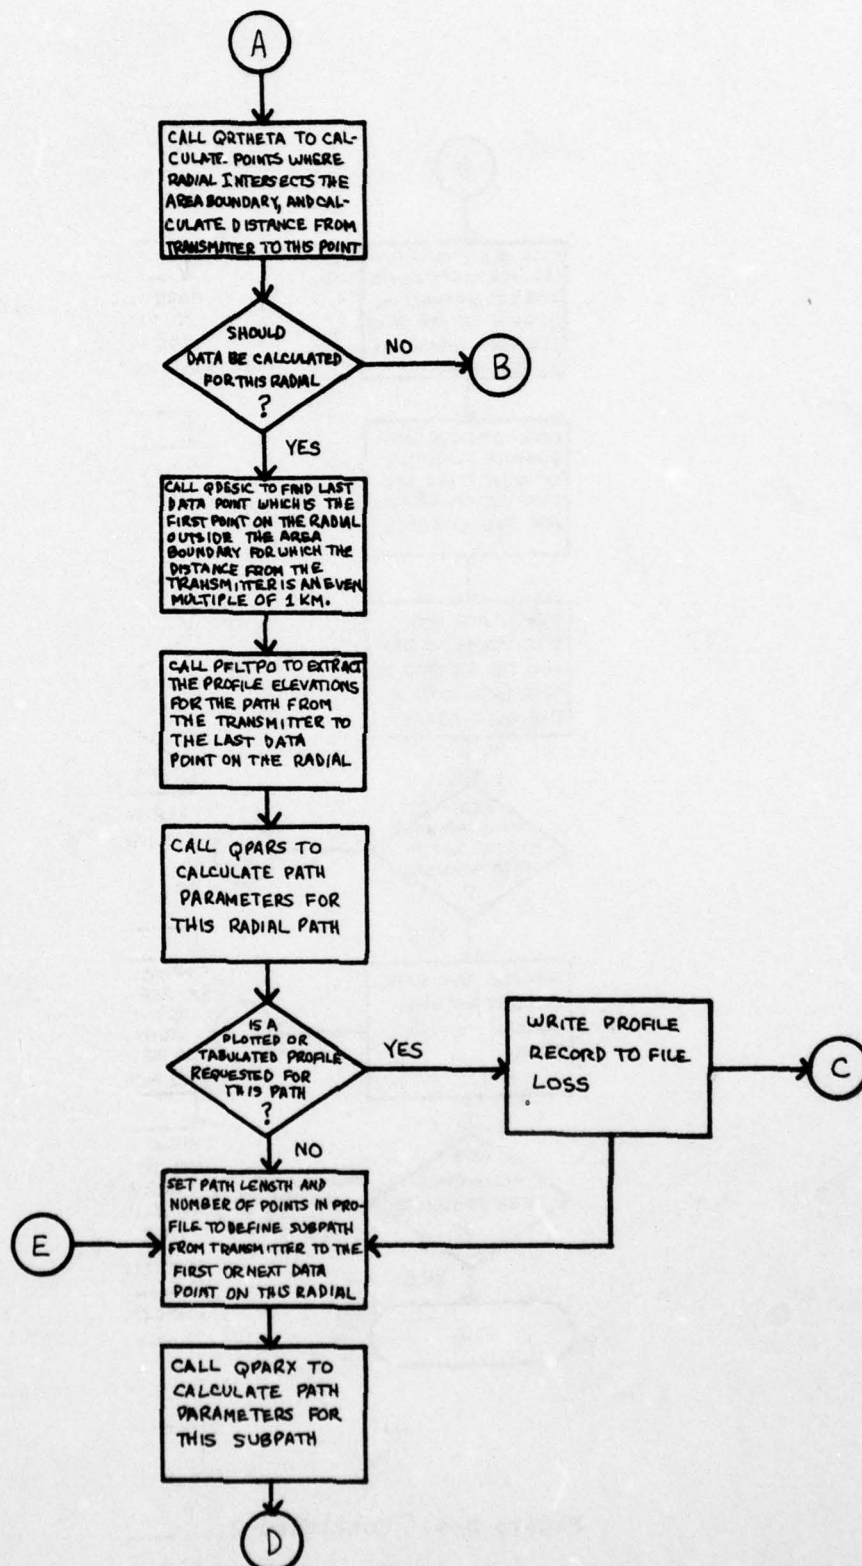 A
CALL QRTHETA TO CAL-
CULATE POINTS WHERE
RADIAL INTERSECTS THE
AREA BOUNDARY, AND CAL-
CULATE DISTANCE FROM
TRANSMITTER TO THIS POINT
SHOULD
DATA BE CALCULATED
FOR THIS RADIAL
?
NO
B
YES
CALL QDESIC TO FIND LAST
DATA POINT WHICH IS THE
FIRST POINT ON THE RADIAL
OUTSIDE THE AREA
BOUNDARY FOR WHICH THE
DISTANCE FROM THE
TRANSMITTER IS AN EVEN
MULTIPLE OF 1 KM.
CALL PFLTPO TO EXTRACT
THE PROFILE ELEVATIONS
FOR THE PATH FROM
THE TRANSMITTER TO
THE LAST DATA
POINT ON THE RADIAL
CALL QPARS TO
CALCULATE PATH
PARAMETERS FOR
THIS RADIAL PATH
IS A
PLOTTED OR
TABULATED PROFILE
REQUESTED FOR
THIS PATH
?
YES
WRITE PROFILE
RECORD TO FILE
LOSS
C
NO
SET PATH LENGTH AND
NUMBER OF POINTS IN PRO-
FILE TO DEFINE SUBPATH
FROM TRANSMITTER TO THE
FIRST OR NEXT DATA
POINT ON THIS RADIAL
E
CALL QPARX TO
CALCULATE PATH
PARAMETERS FOR
THIS SUBPATH
D